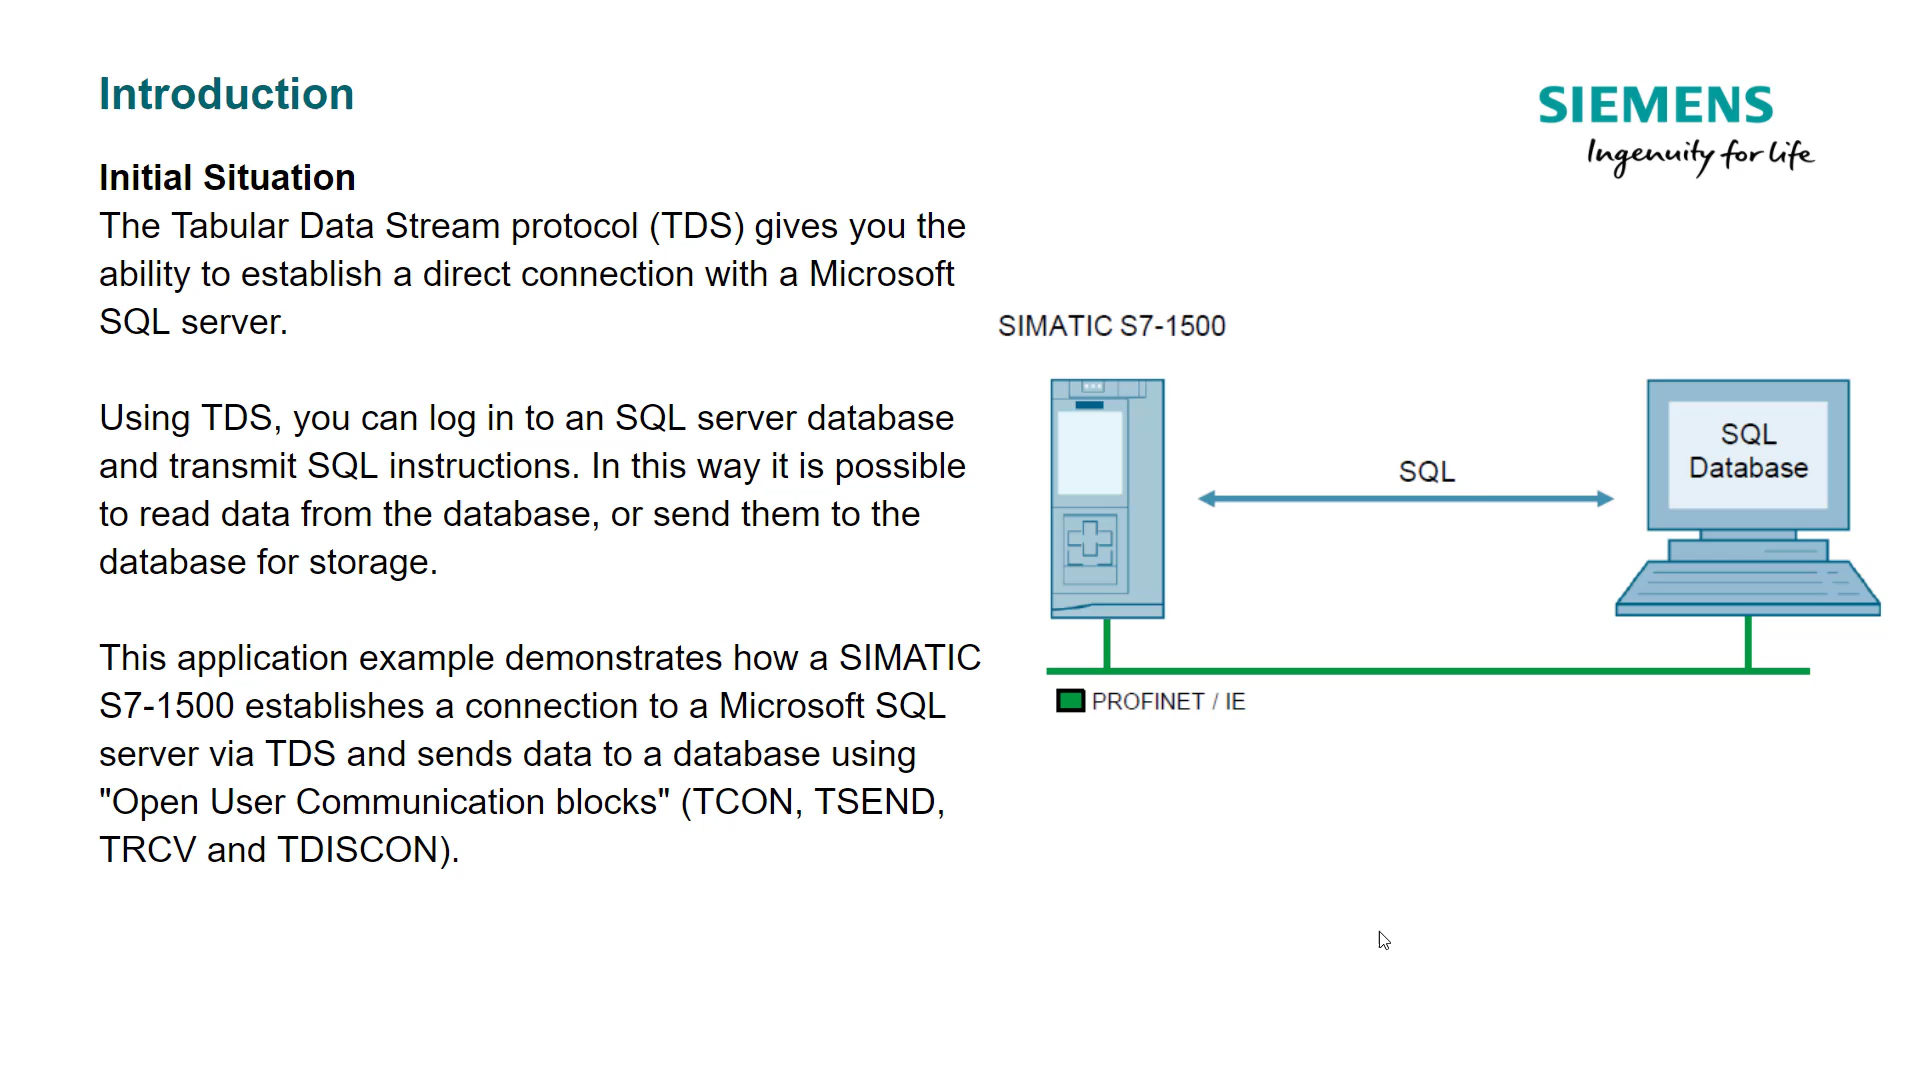 Introduction
SIEMENS
Ingenuity for life
Initial Situation
The Tabular Data Stream protocol (TDS) gives you the
ability to establish a direct connection with a Microsoft
SQL server.
Using TDS, you can log in to an SQL server database
and transmit SQL instructions. In this way it is possible
to read data from the database, or send them to the
database for storage.
This application example demonstrates how a SIMATIC
S7-1500 establishes a connection to a Microsoft SQL
server via TDS and sends data to a database using
"Open User Communication blocks" (TCON, TSEND,
TRCV and TDISCON).
SIMATIC S7-1500
SQL
SQL
Database
PROFINET / IE